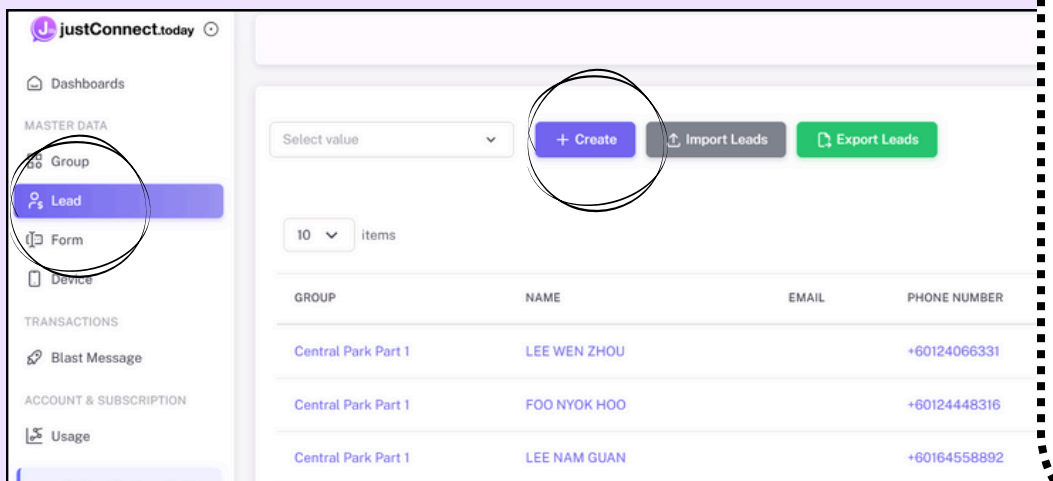 justConnect.today
Dashboards
MASTER DATA
Group
Lead
Form
Device
TRANSACTIONS
Blast Message
ACCOUNT & SUBSCRIPTION
Usage
Select value
+ Create
Import Leads
Export Leads
10 items
GROUP NAME EMAIL PHONE NUMBER
Central Park Part 1 LEE WEN ZHOU +60124066331
Central Park Part 1 FOO NYOK HOO +60124448316
Central Park Part 1 LEE NAM GUAN +60164558892